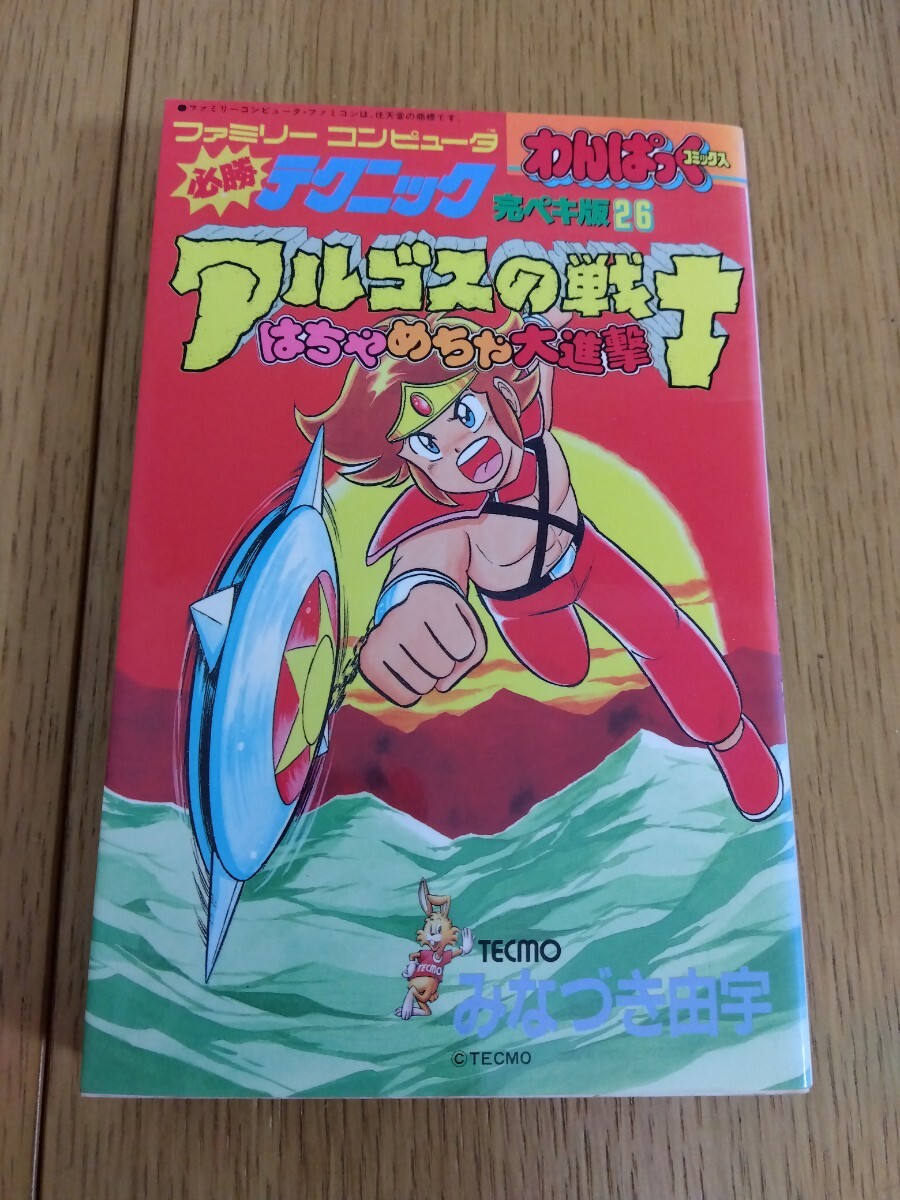 ●ファミリーコンピュータ・ファミコンは、任天堂の商標です。
ファミリー コンピュータ™
わんぱっくコミックス
必勝テクニック
完ペキ版26
アルゴスの戦士
はちゃめちゃ大進撃
TECMO
TECMO
みなづき由宇
©TECMO